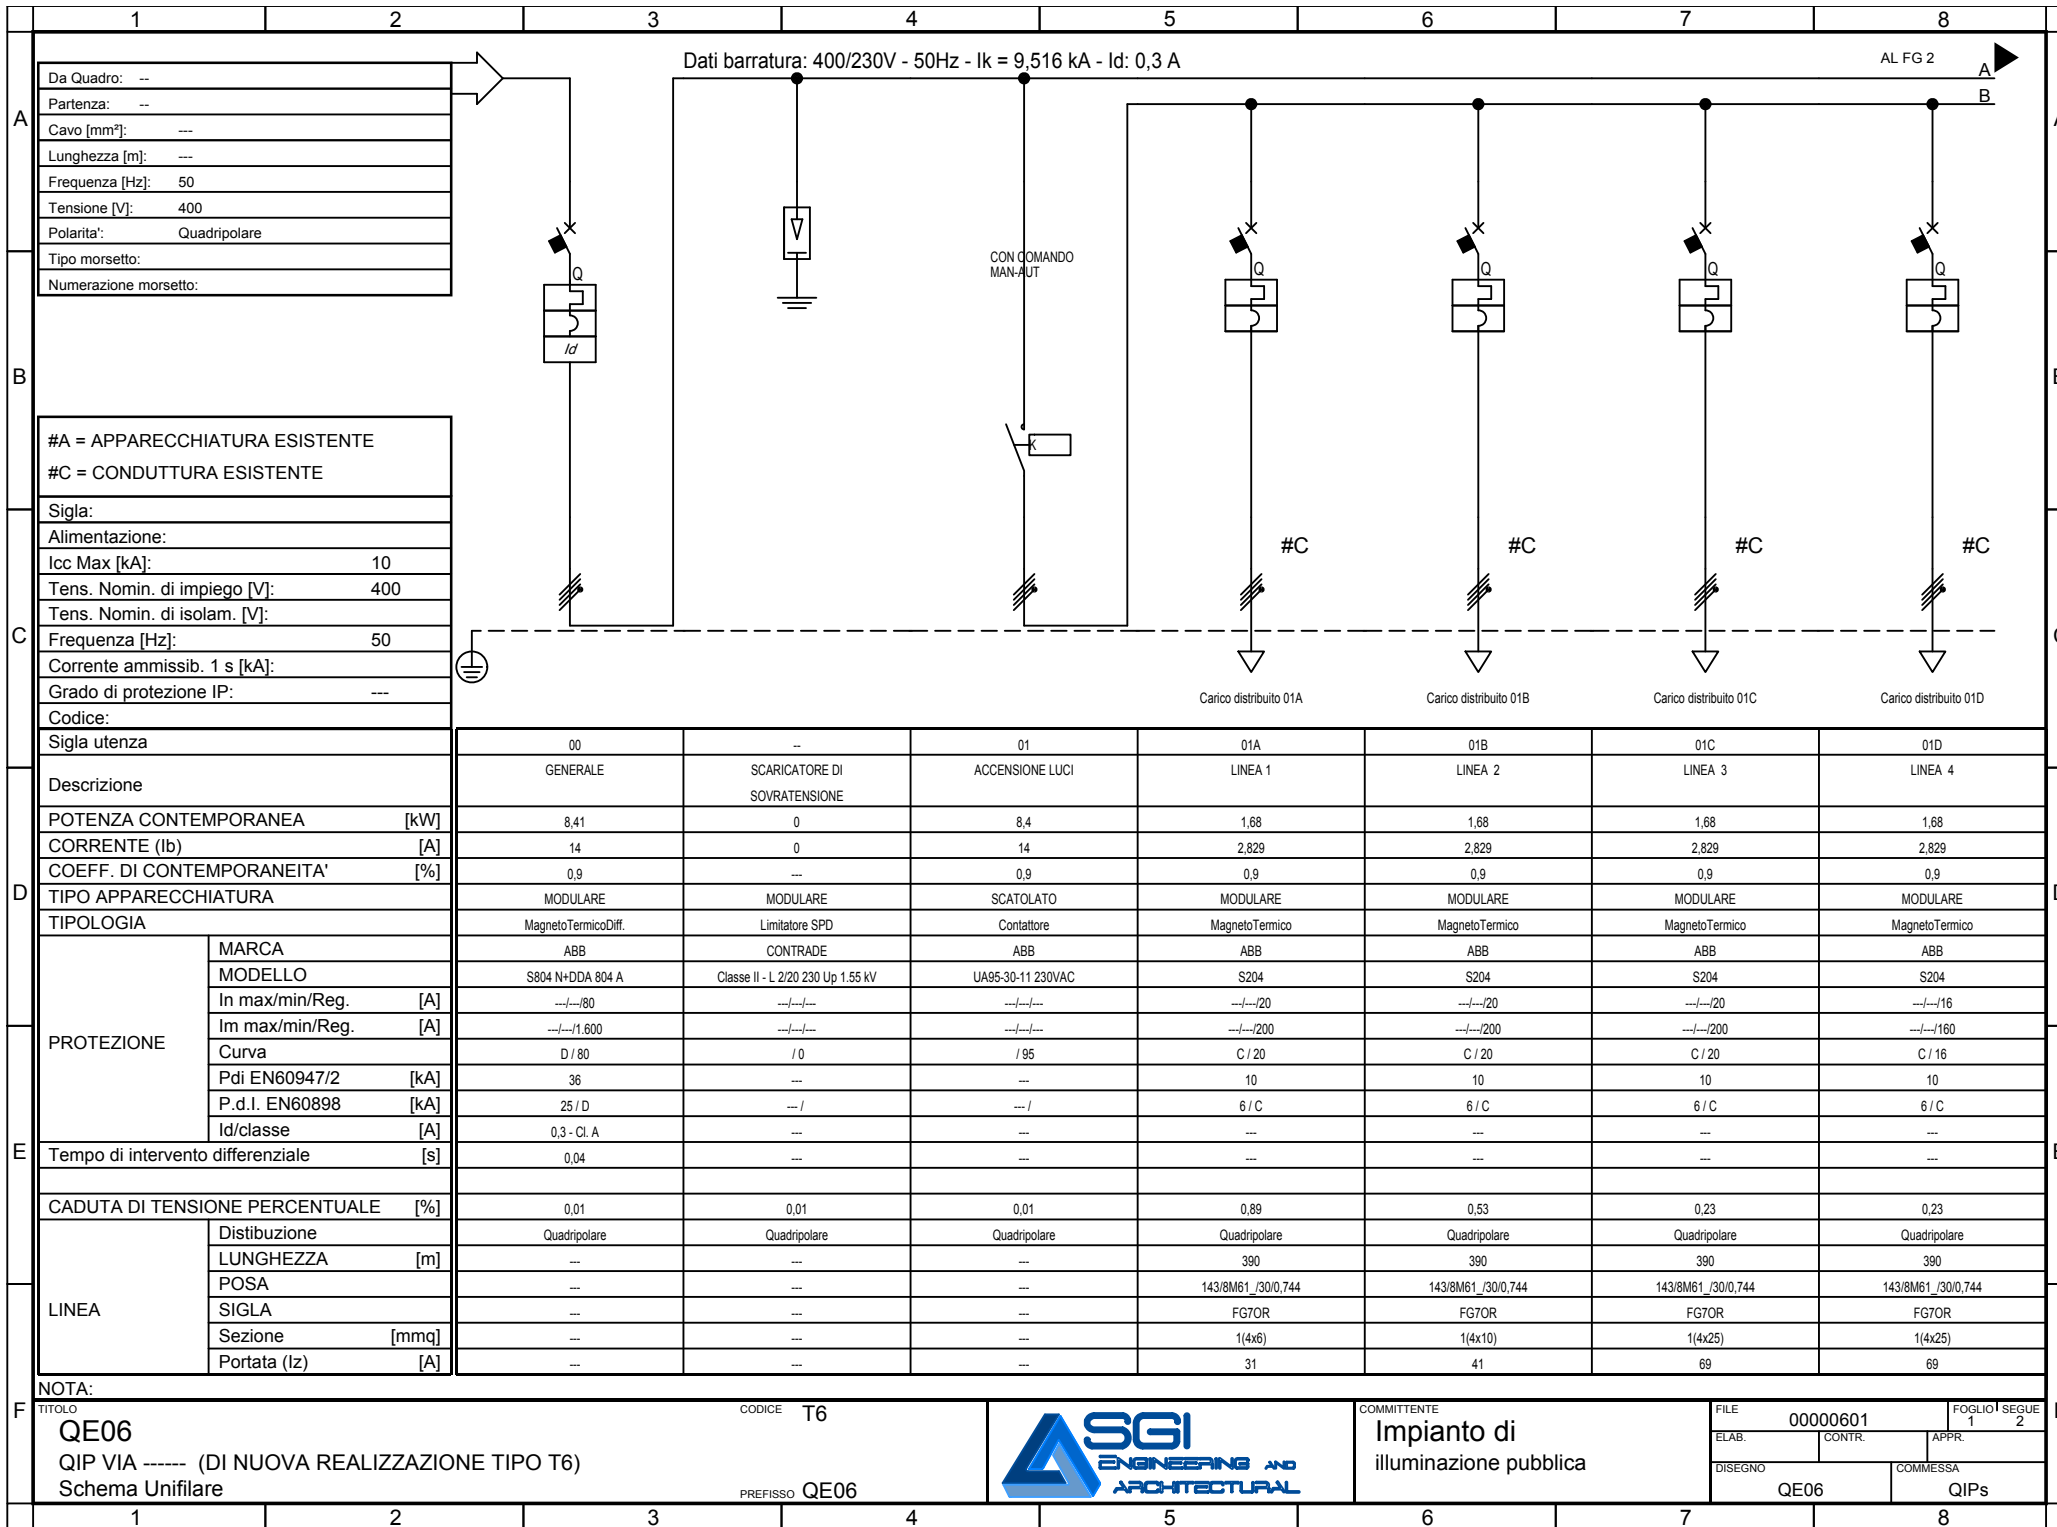 1 2 3 4 5 6 7 8
Dati barratura: 400/230V - 50Hz - Ik = 9,516 kA - Id: 0,3 A
AL FG 2
A
B
A
B
C
D
E
F
Da Quadro: --
Partenza: --
Cavo [mm²]: ---
Lunghezza [m]: ---
Frequenza [Hz]: 50
Tensione [V]: 400
Polarita': Quadripolare
Tipo morsetto:
Numerazione morsetto:
Q
Id
CON COMANDO
MAN-AUT
K
Q Q Q Q
#A = APPARECCHIATURA ESISTENTE
#C = CONDUTTURA ESISTENTE
#C #C #C #C
Sigla:
Alimentazione:
Icc Max [kA]: 10
Tens. Nomin. di impiego [V]: 400
Tens. Nomin. di isolam. [V]:
Frequenza [Hz]: 50
Corrente ammissib. 1 s [kA]:
Grado di protezione IP: ---
Codice:
Carico distribuito 01A Carico distribuito 01B Carico distribuito 01C Carico distribuito 01D
Sigla utenza 00 -- 01 01A 01B 01C 01D
Descrizione GENERALE SCARICATORE DI SOVRATENSIONE ACCENSIONE LUCI LINEA 1 LINEA 2 LINEA 3 LINEA 4
POTENZA CONTEMPORANEA [kW] 8,41 0 8,4 1,68 1,68 1,68 1,68
CORRENTE (Ib) [A] 14 0 14 2,829 2,829 2,829 2,829
COEFF. DI CONTEMPORANEITA' [%] 0,9 --- 0,9 0,9 0,9 0,9 0,9
TIPO APPARECCHIATURA MODULARE MODULARE SCATOLATO MODULARE MODULARE MODULARE MODULARE
TIPOLOGIA MagnetoTermicoDiff. Limitatore SPD Contattore MagnetoTermico MagnetoTermico MagnetoTermico MagnetoTermico
PROTEZIONE
MARCA ABB CONTRADE ABB ABB ABB ABB ABB
MODELLO S804 N+DDA 804 A Classe II - L 2/20 230 Up 1.55 kV UA95-30-11 230VAC S204 S204 S204 S204
In max/min/Reg. [A] ---/---/80 ---/---/--- ---/---/--- ---/---/20 ---/---/20 ---/---/20 ---/---/16
Im max/min/Reg. [A] ---/---/1.600 ---/---/--- ---/---/--- ---/---/200 ---/---/200 ---/---/200 ---/---/160
Curva D / 80 / 0 / 95 C / 20 C / 20 C / 20 C / 16
Pdi EN60947/2 [kA] 36 --- --- 10 10 10 10
P.d.I. EN60898 [kA] 25 / D --- / --- / 6 / C 6 / C 6 / C 6 / C
Id/classe [A] 0,3 - Cl. A --- --- --- --- --- ---
Tempo di intervento differenziale [s] 0,04 --- --- --- --- --- ---
CADUTA DI TENSIONE PERCENTUALE [%] 0,01 0,01 0,01 0,89 0,53 0,23 0,23
LINEA
Distibuzione Quadripolare Quadripolare Quadripolare Quadripolare Quadripolare Quadripolare Quadripolare
LUNGHEZZA [m] --- --- --- 390 390 390 390
POSA --- --- --- 143/8M61_/30/0,744 143/8M61_/30/0,744 143/8M61_/30/0,744 143/8M61_/30/0,744
SIGLA --- --- --- FG7OR FG7OR FG7OR FG7OR
Sezione [mmq] --- --- --- 1(4x6) 1(4x10) 1(4x25) 1(4x25)
Portata (Iz) [A] --- --- --- 31 41 69 69
NOTA:
TITOLO
QE06
QIP VIA ------ (DI NUOVA REALIZZAZIONE TIPO T6)
Schema Unifilare
CODICE T6
PREFISSO QE06
SGI
ENGINEERING AND
ARCHITECTURAL
COMMITTENTE
Impianto di
illuminazione pubblica
FILE 00000601
FOGLIO 1 SEGUE 2
ELAB. CONTR. APPR.
DISEGNO QE06
COMMESSA QIPs
1 2 3 4 5 6 7 8